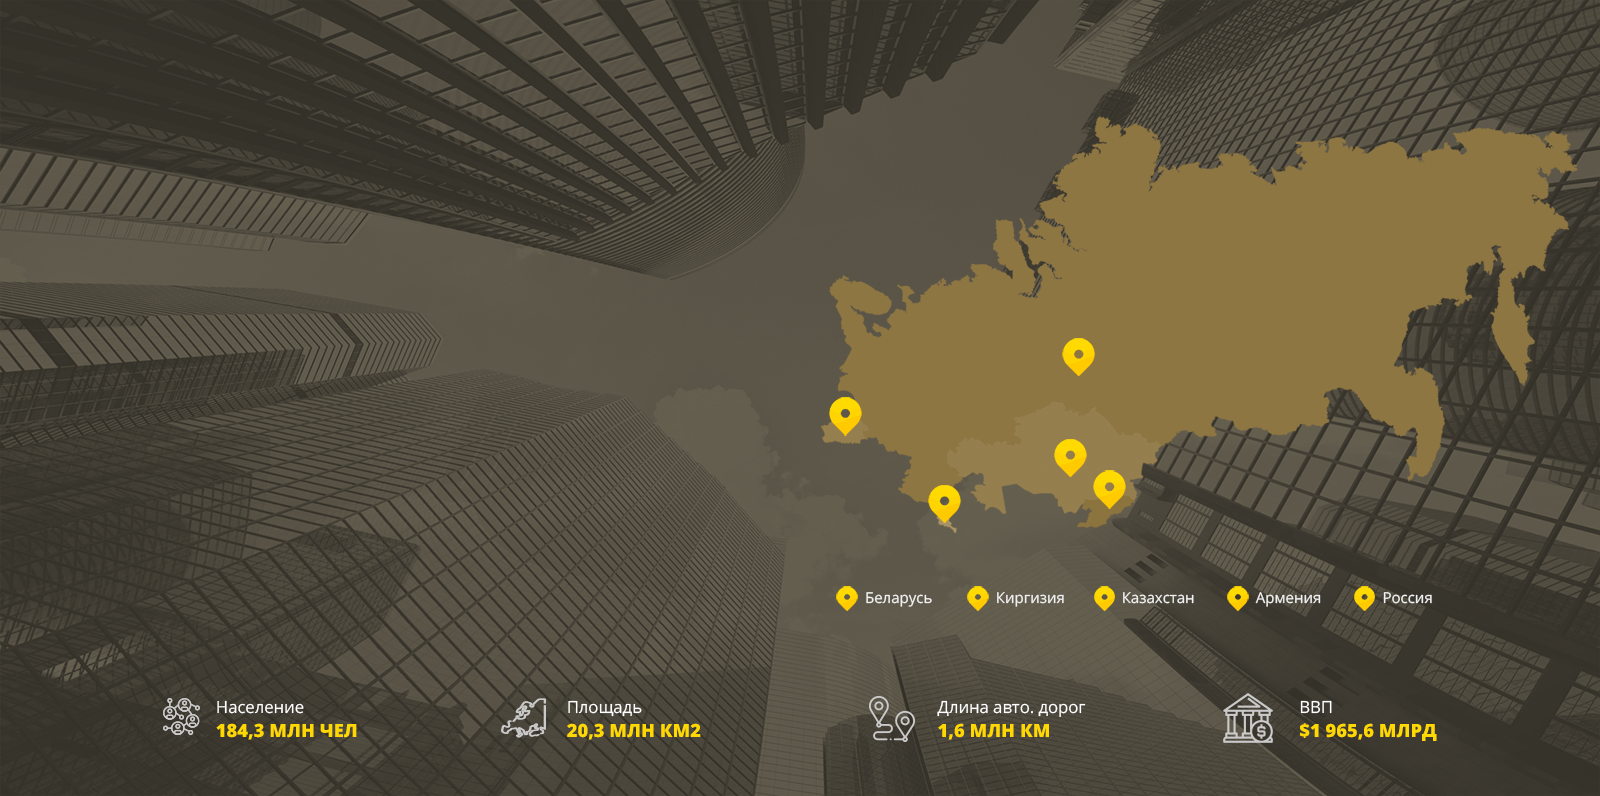 Беларусь
Киргизия
Казахстан
Армения
Россия
Население
184,3 МЛН ЧЕЛ
Площадь
20,3 МЛН КМ2
Длина авто. дорог
1,6 МЛН КМ
ВВП
$1 965,6 МЛРД